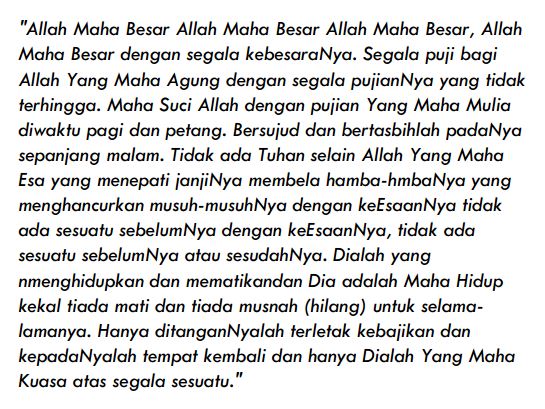 "Allah Maha Besar Allah Maha Besar Allah Maha Besar, Allah
Maha Besar dengan segala kebesaraNya. Segala puji bagi
Allah Yang Maha Agung dengan segala pujianNya yang tidak
terhingga. Maha Suci Allah dengan pujian Yang Maha Mulia
diwaktu pagi dan petang. Bersujud dan bertasbihlah padaNya
sepanjang malam. Tidak ada Tuhan selain Allah Yang Maha
Esa yang menepati janjiNya membela hamba-hmbaNya yang
menghancurkan musuh-musuhNya dengan keEsaanNya tidak
ada sesuatu sebelumNya dengan keEsaanNya, tidak ada
sesuatu sebelumNya atau sesudahNya. Dialah yang
nmenghidupkan dan mematikandan Dia adalah Maha Hidup
kekal tiada mati dan tiada musnah (hilang) untuk selama-
lamanya. Hanya ditanganNyalah terletak kebajikan dan
kepadaNyalah tempat kembali dan hanya Dialah Yang Maha
Kuasa atas segala sesuatu."